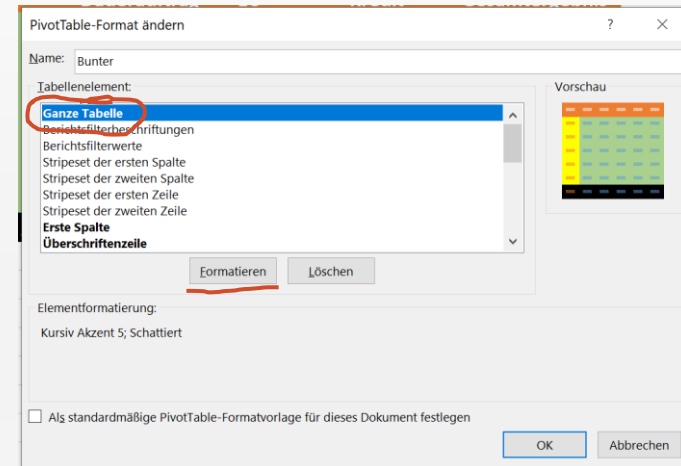 PivotTable-Format ändern ?
Name: Bunter
Tabellenelement:
Vorschau
Ganze Tabelle
Berichtsfilterbeschriftungen
Berichtsfilterwerte
Stripeset der ersten Spalte
Stripeset der zweiten Spalte
Stripeset der ersten Zeile
Stripeset der zweiten Zeile
Erste Spalte
Überschriftenzeile
Formatieren Löschen
Elementformatierung:
Kursiv Akzent 5; Schattiert
Als standardmäßige PivotTable-Formatvorlage für dieses Dokument festlegen
OK Abbrechen